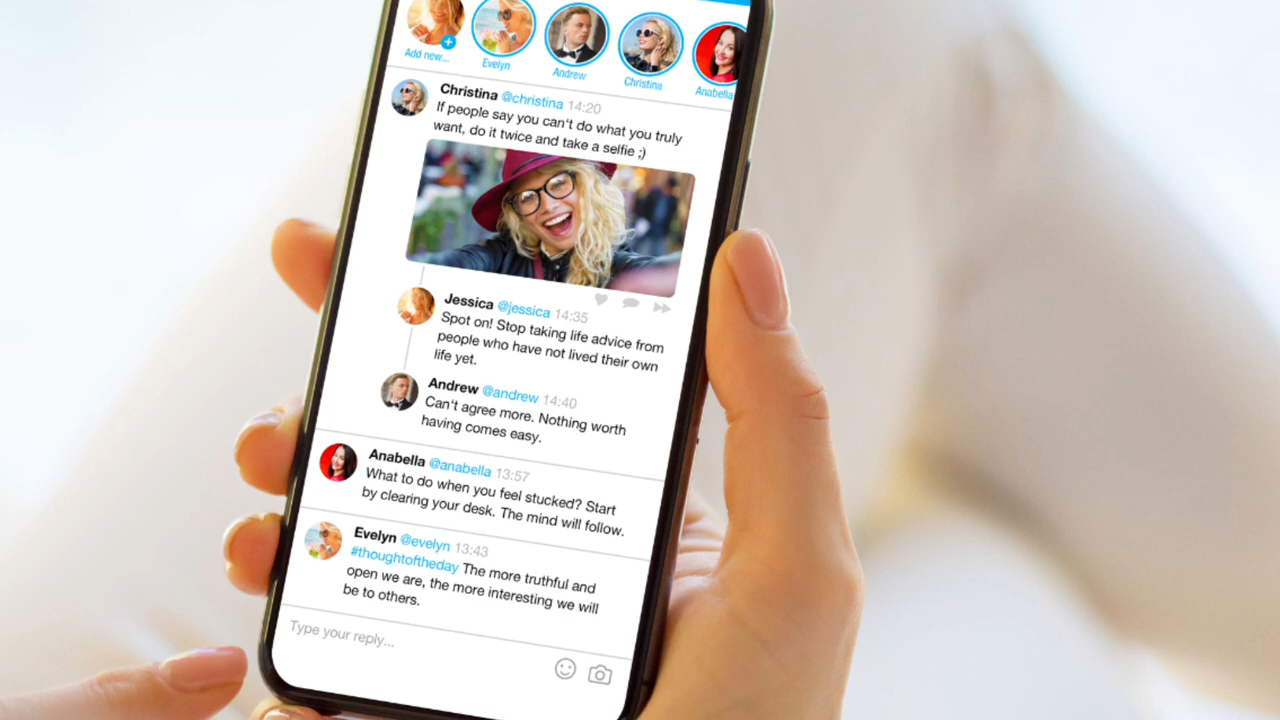 Add new...
Evelyn
Andrew
Christina
Anabella
Christina @christina 14:20
If people say you can't do what you truly
want, do it twice and take a selfie ;)
Jessica @jessica 14:35
Spot on! Stop taking life advice from
people who have not lived their own
life yet.
Andrew @andrew 14:40
Can't agree more. Nothing worth
having comes easy.
Anabella @anabella 13:57
What to do when you feel stucked? Start
by clearing your desk. The mind will follow.
Evelyn @evelyn 13:43
#thoughtoftheday The more truthful and
open we are, the more interesting we will
be to others.
Type your reply...